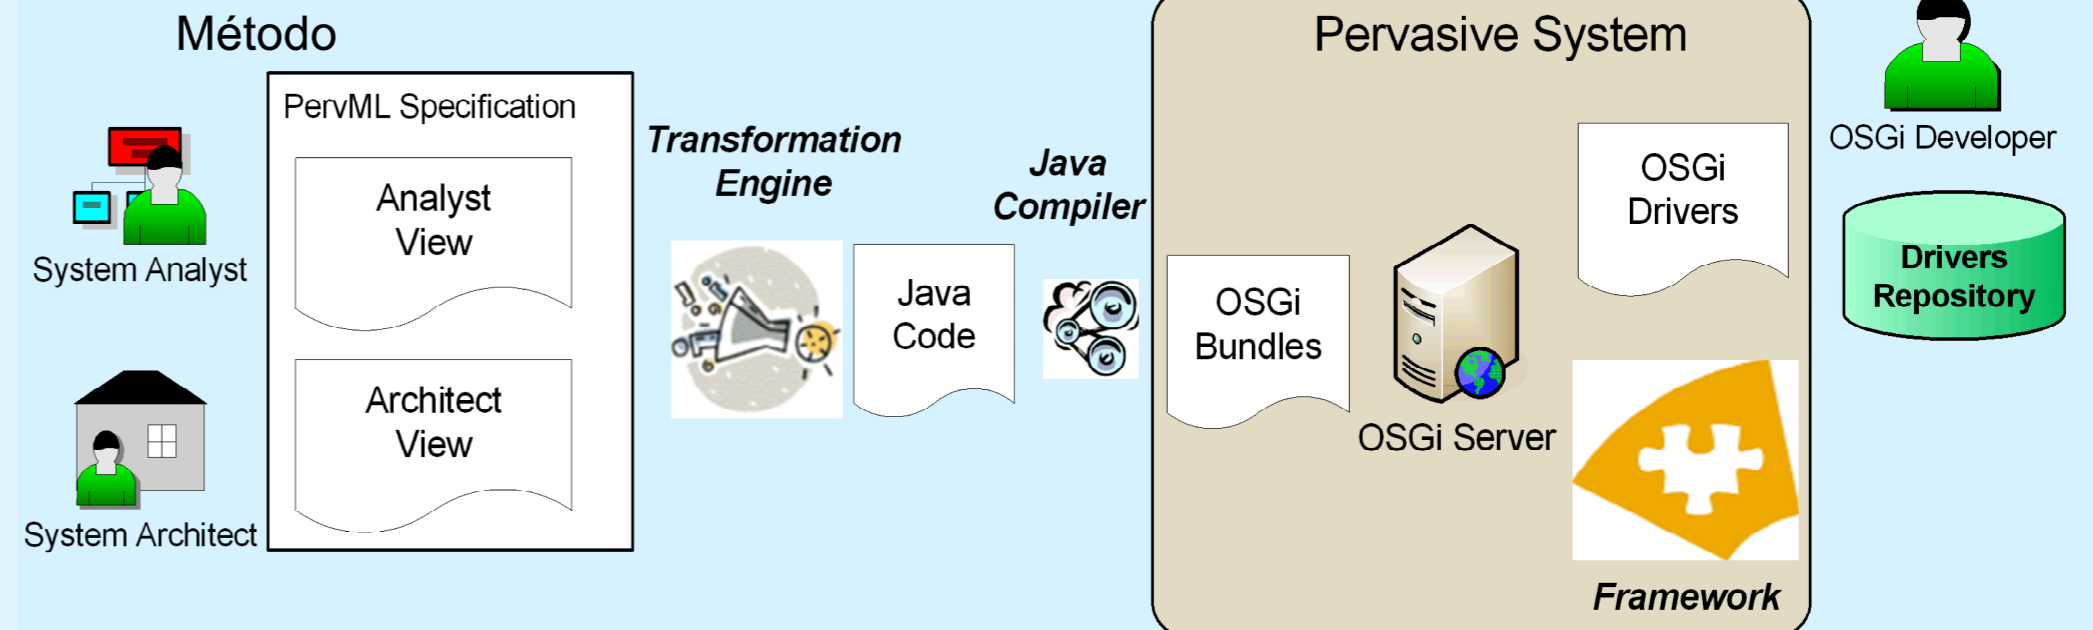 Método
PervML Specification
System Analyst
Analyst
View
System Architect
Architect
View
Transformation
Engine
Java
Code
Java
Compiler
Pervasive System
OSGi
Bundles
OSGi Server
OSGi
Drivers
Framework
OSGi Developer
Drivers
Repository